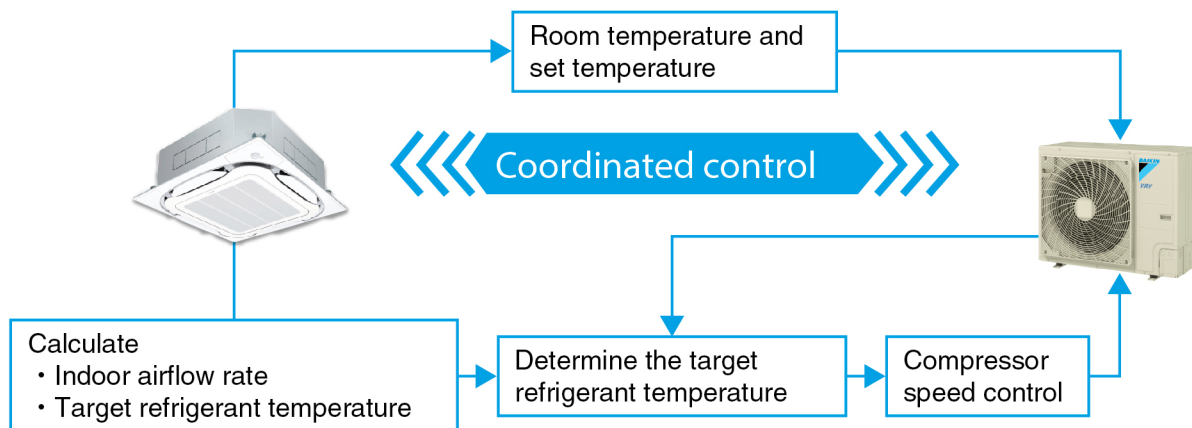 Room temperature and
set temperature
Coordinated control
DAIKIN
VRV
Calculate
・Indoor airflow rate
・Target refrigerant temperature
Determine the target
refrigerant temperature
Compressor
speed control